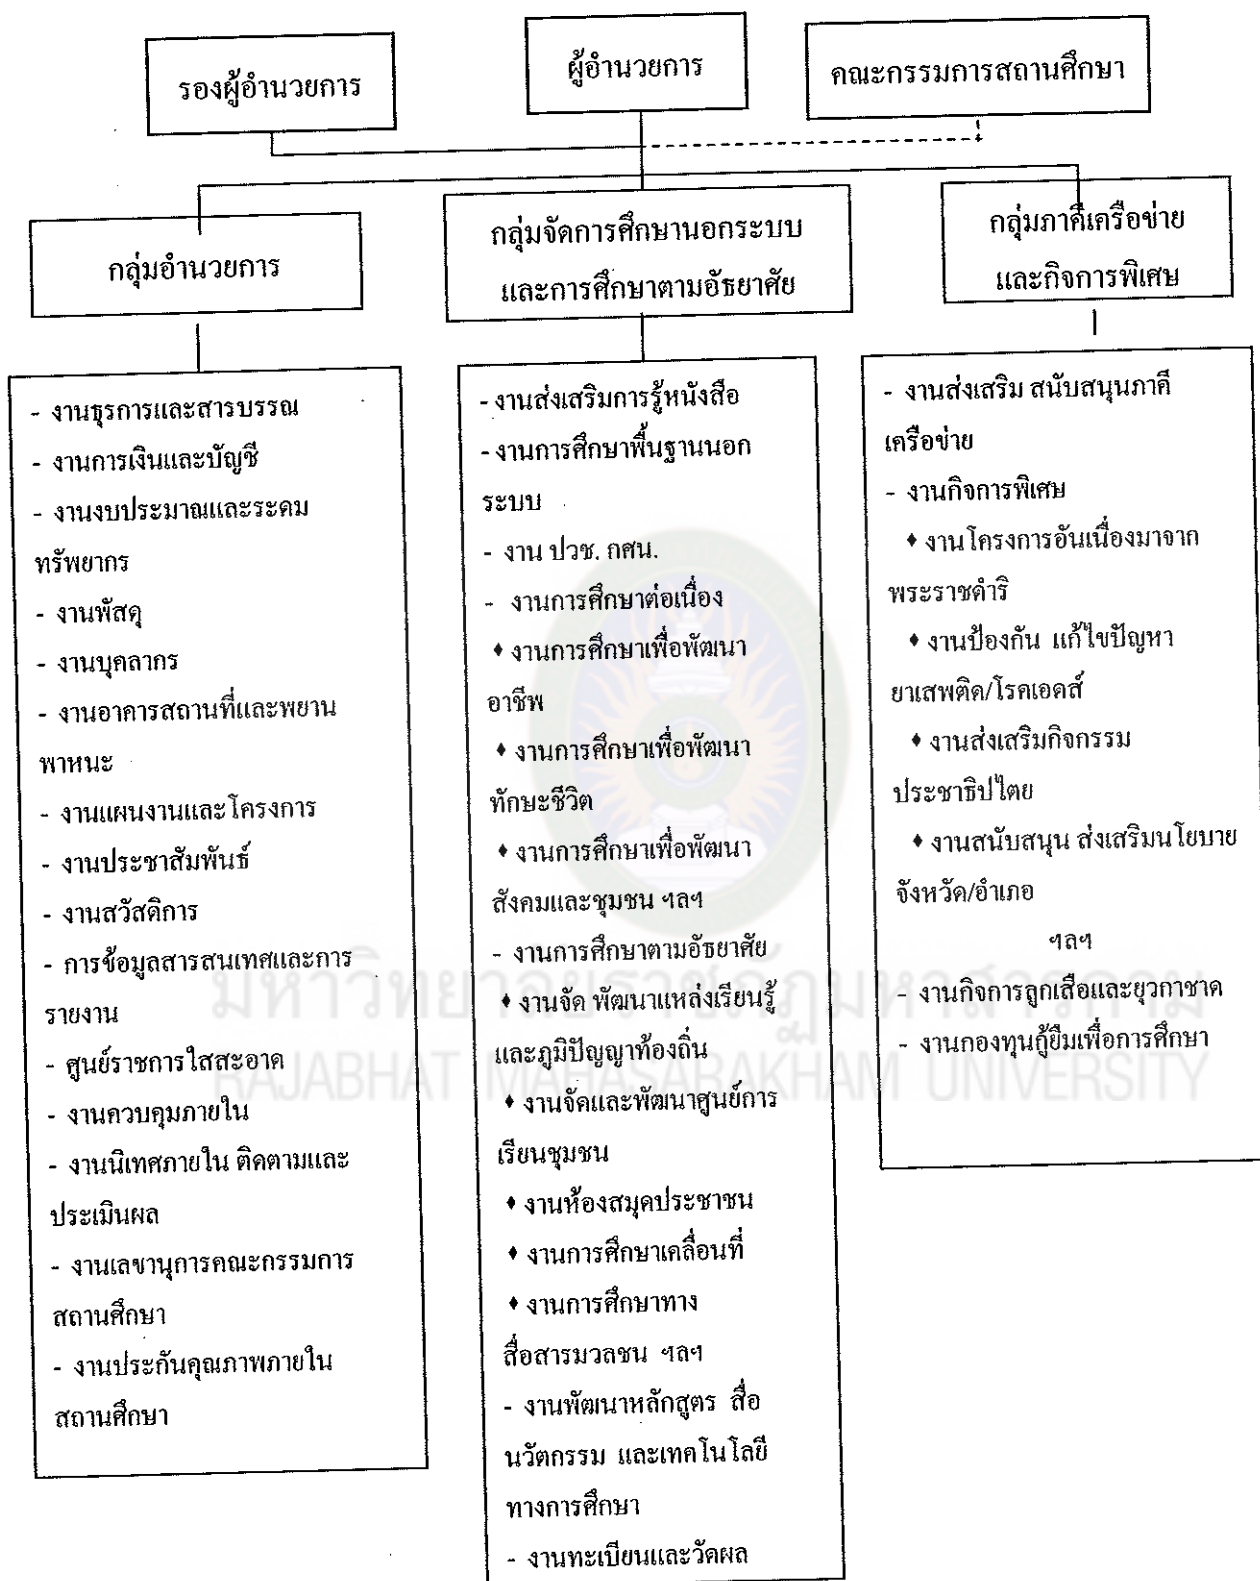 รองผู้อำนวยการ
ผู้อำนวยการ
คณะกรรมการสถานศึกษา
กลุ่มอำนวยการ
กลุ่มจัดการศึกษานอกระบบ
และการศึกษาตามอัธยาศัย
กลุ่มภาคีเครือข่าย
และกิจการพิเศษ
- งานธุรการและสารบรรณ
- งานการเงินและบัญชี
- งานงบประมาณและระดม
ทรัพยากร
- งานพัสดุ
- งานบุคลากร
- งานอาคารสถานที่และพยาน
พาหนะ
- งานแผนงานและโครงการ
- งานประชาสัมพันธ์
- งานสวัสดิการ
- การข้อมูลสารสนเทศและการ
รายงาน
- ศูนย์ราชการใสสะอาด
- งานควบคุมภายใน
- งานนิเทศภายใน ติดตามและ
ประเมินผล
- งานเลขานุการคณะกรรมการ
สถานศึกษา
- งานประกันคุณภาพภายใน
สถานศึกษา
- งานส่งเสริมการรู้หนังสือ
- งานการศึกษาพื้นฐานนอก
ระบบ
- งาน ปวช. กศน.
- งานการศึกษาต่อเนื่อง
♦ งานการศึกษาเพื่อพัฒนา
อาชีพ
♦ งานการศึกษาเพื่อพัฒนา
ทักษะชีวิต
♦ งานการศึกษาเพื่อพัฒนา
สังคมและชุมชน ฯลฯ
- งานการศึกษาตามอัธยาศัย
♦ งานจัด พัฒนาแหล่งเรียนรู้
และภูมิปัญญาท้องถิ่น
♦ งานจัดและพัฒนาศูนย์การ
เรียนชุมชน
♦ งานห้องสมุดประชาชน
♦ งานการศึกษาเคลื่อนที่
♦ งานการศึกษาทาง
สื่อสารมวลชน ฯลฯ
- งานพัฒนาหลักสูตร สื่อ
นวัตกรรม และเทคโนโลยี
ทางการศึกษา
- งานทะเบียนและวัดผล
- งานส่งเสริม สนับสนุนภาคี
เครือข่าย
- งานกิจการพิเศษ
♦ งานโครงการอันเนื่องมาจาก
พระราชดำริ
♦ งานป้องกัน แก้ไขปัญหา
ยาเสพติด/โรคเอดส์
♦ งานส่งเสริมกิจกรรม
ประชาธิปไตย
♦ งานสนับสนุน ส่งเสริมนโยบาย
จังหวัด/อำเภอ
ฯลฯ
- งานกิจการลูกเสือและยุวกาชาด
- งานกองทุนกู้ยืมเพื่อการศึกษา
มหาวิทยาลัยราชภัฏมหาสารคาม
RAJABHAT MAHASARAKHAM UNIVERSITY